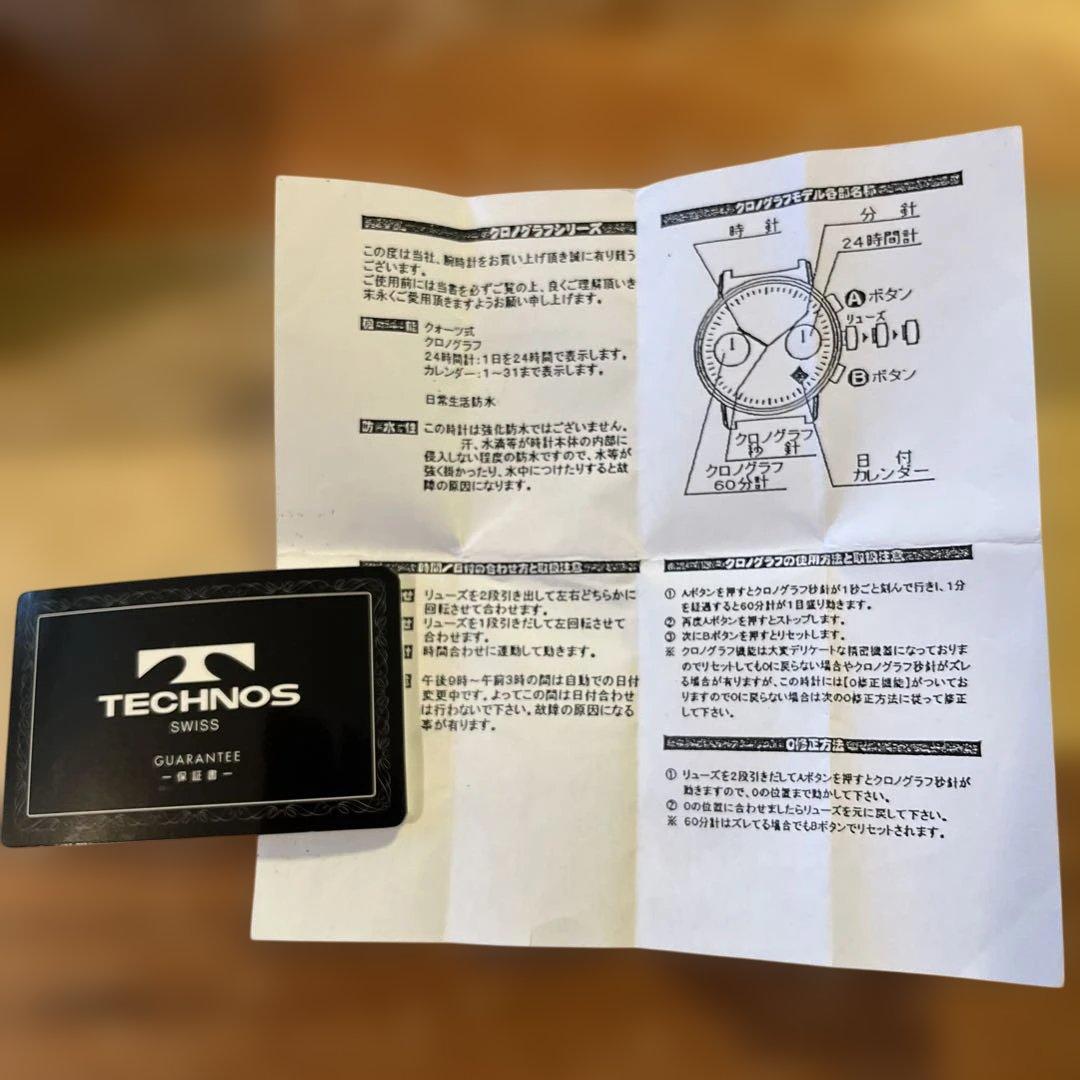 クロノグラフシリーズ
この度は当社、腕時計をお買い上げ頂き誠に有り難う
ございます。
ご使用前には当書を必ずご覧の上、良くご理解頂いき
末永くご愛用頂きますようお願い申し上げます。
機能
クォーツ式
クロノグラフ
24時間計:1日を24時間で表示します。
カレンダー:1〜31まで表示します。
日常生活防水
防水性
この時計は強化防水ではございません。
汗、水滴等が時計本体の内部に
侵入しない程度の防水ですので、水等が
強く掛かったり、水中につけたりすると故
障の原因になります。
クロノグラフモデル各部名称
時 針
分 針
24時間計
Aボタン
リューズ
Bボタン
クロノグラフ
秒 針
クロノグラフ
60分計
日 付
カレンダー
時間/日付の合わせ方と取扱注意
せ リューズを2段引き出して左右どちらかに
回転させて合わせます。
せ リューズを1段引きだして左回転させて
合わせます。
時間合わせに連動して動きます。
午後9時〜午前3時の間は自動での日付
変更中です。よってこの間は日付合わせ
は行わないで下さい。故障の原因になる
事が有ります。
クロノグラフの使用方法と取扱注意
① Aボタンを押すとクロノグラフ秒針が1秒ごと刻んで行き、1分
を経過すると60分計が1目盛り動きます。
② 再度Aボタンを押すとストップします。
③ 次にBボタンを押すとリセットします。
※ クロノグラフ機能は大変デリケートな精密機器になっておりま
のでリセットしても0に戻らない場合やクロノグラフ秒針がズレ
る場合が有りますが、この時計には[0修正機能]がついてお
りますので0に戻らない場合は次の0修正方法に従って修正
して下さい。
0修正方法
① リューズを2段引きだしてAボタンを押すとクロノグラフ秒針が
動きますので、0の位置まで動かして下さい。
② 0の位置に合わせましたらリューズを元に戻して下さい。
※ 60分計はズレてる場合でもBボタンでリセットされます。
T
TECHNOS
SWISS
GUARANTEE
ー保証書ー